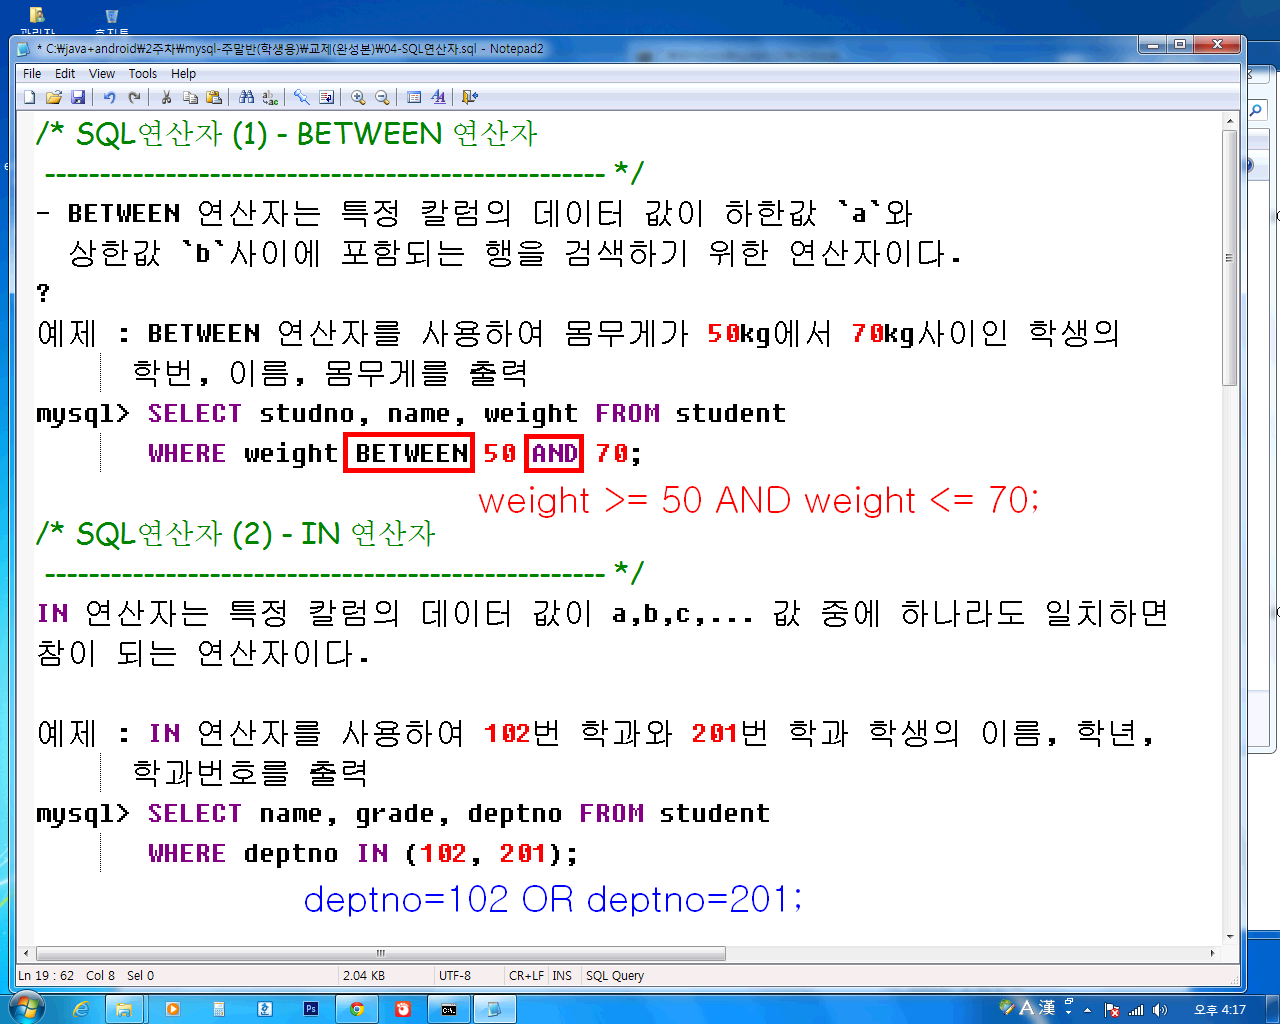 관리자
휴지통
* C:\java+android\2주차\mysql-주말반(학생용)\교제(완성본)\04-SQL연산자.sql - Notepad2
File Edit View Tools Help
/* SQL연산자 (1) - BETWEEN 연산자
--------------------------------------------------- */
- BETWEEN 연산자는 특정 칼럼의 데이터 값이 하한값 `a`와
상한값 `b`사이에 포함되는 행을 검색하기 위한 연산자이다.
?
예제 : BETWEEN 연산자를 사용하여 몸무게가 50kg에서 70kg사이인 학생의
학번, 이름, 몸무게를 출력
mysql> SELECT studno, name, weight FROM student
WHERE weight BETWEEN 50 AND 70;
weight >= 50 AND weight <= 70;
/* SQL연산자 (2) - IN 연산자
--------------------------------------------------- */
IN 연산자는 특정 칼럼의 데이터 값이 a,b,c,... 값 중에 하나라도 일치하면
참이 되는 연산자이다.
예제 : IN 연산자를 사용하여 102번 학과와 201번 학과 학생의 이름, 학년,
학과번호를 출력
mysql> SELECT name, grade, deptno FROM student
WHERE deptno IN (102, 201);
deptno=102 OR deptno=201;
Ln 19 : 62 Col 8 Sel 0 2.04 KB UTF-8 CR+LF INS SQL Query
A 漢 오후 4:17